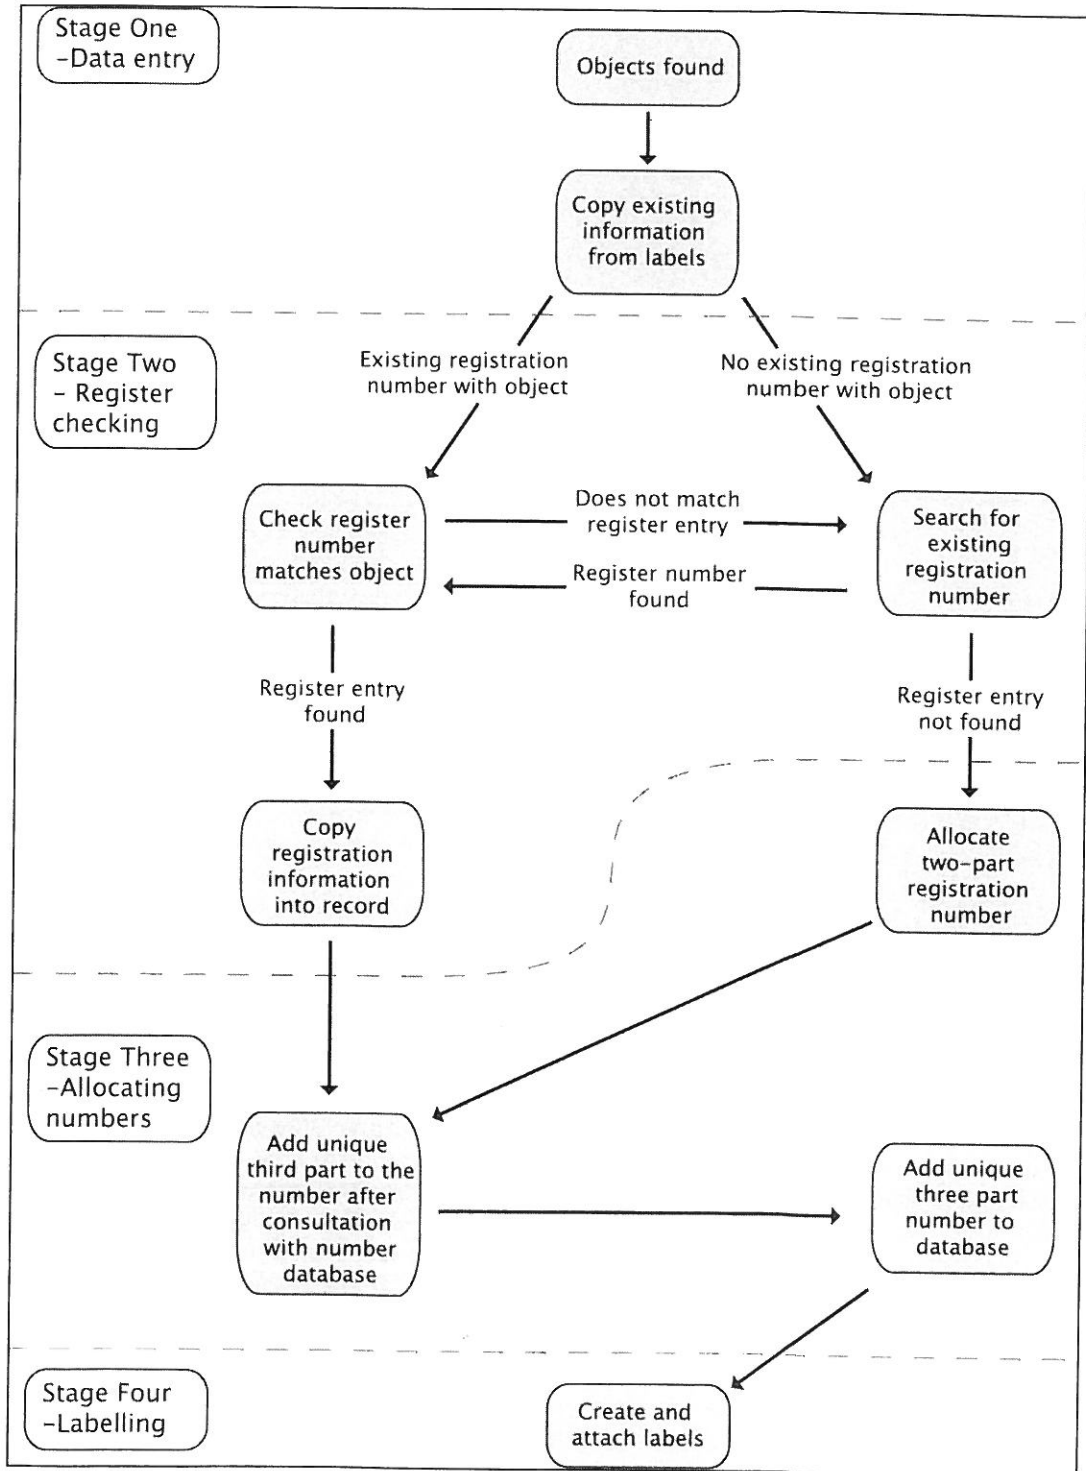 Stage One
-Data entry
Objects found
Copy existing
information
from labels
Stage Two
- Register
checking
Existing registration
number with object
No existing registration
number with object
Check register
number
matches object
Does not match
register entry
Register number
found
Search for
existing
registration
number
Register entry
found
Register entry
not found
Copy
registration
information
into record
Allocate
two-part
registration
number
Stage Three
-Allocating
numbers
Add unique
third part to the
number after
consultation
with number
database
Add unique
three part
number to
database
Stage Four
-Labelling
Create and
attach labels